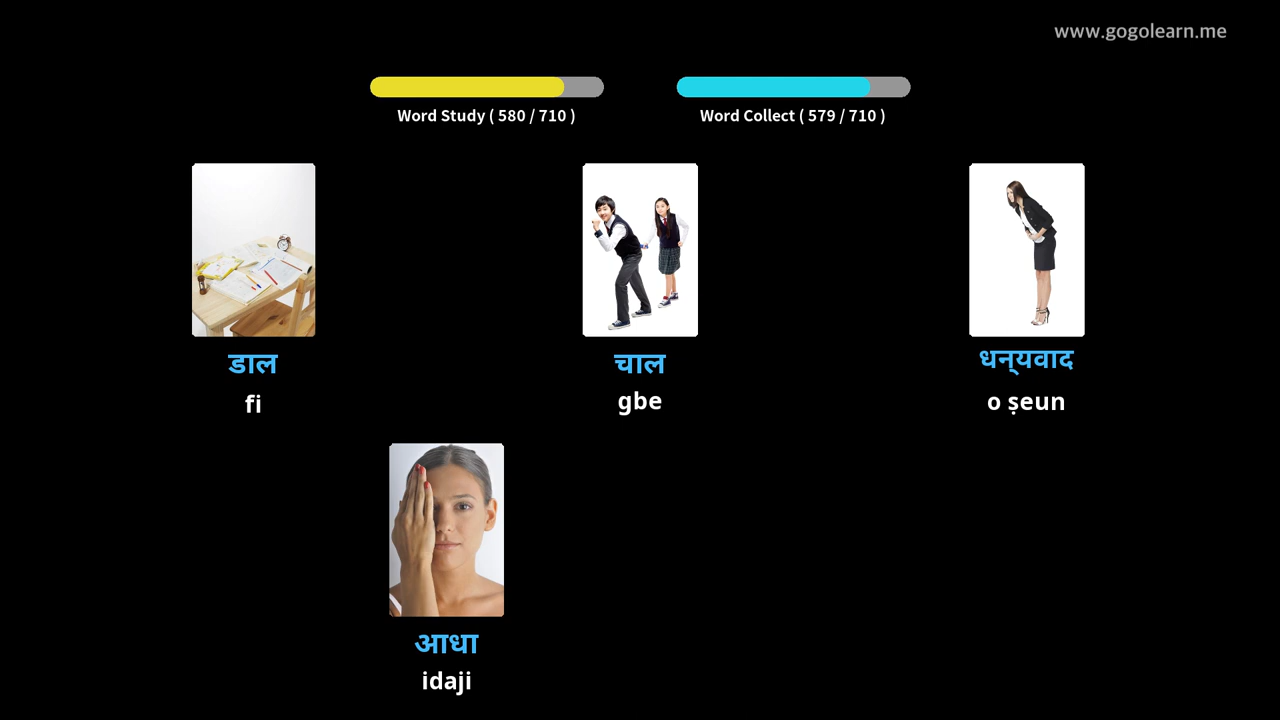 www.gogolearn.me
Word Study ( 580 / 710 )
Word Collect ( 579 / 710 )
डाल
fi
चाल
gbe
धन्‌यवाद
o ṣeun
आधा
idaji